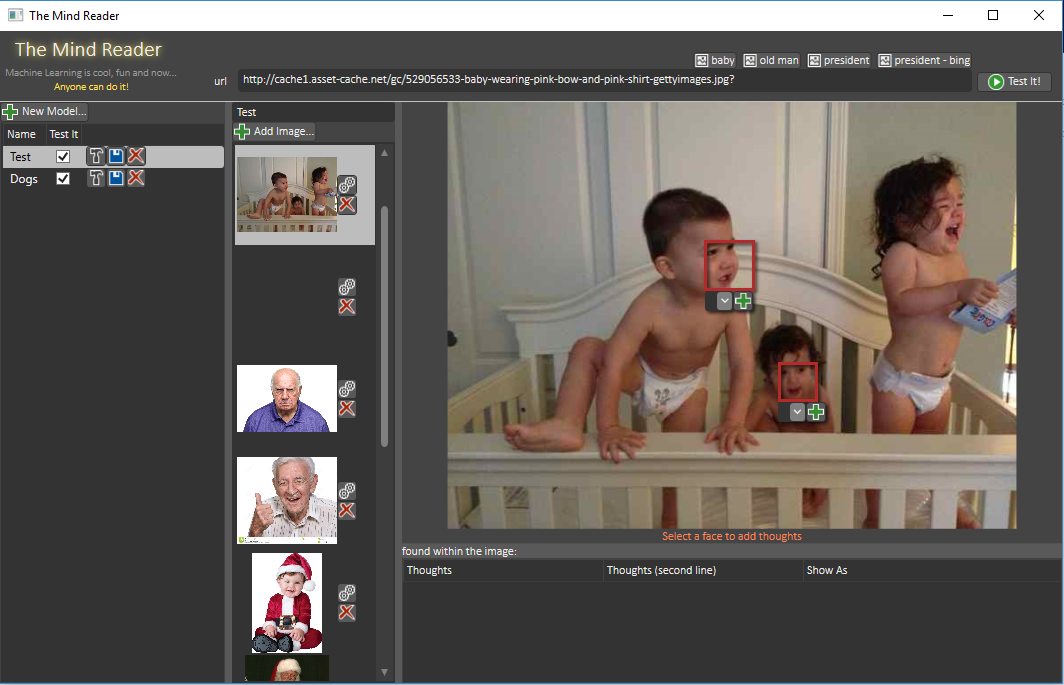 The Mind Reader
The Mind Reader
Machine Learning is cool, fun and now...
Anyone can do it!
baby old man president president - bing
url http://cache1.asset-cache.net/gc/529056533-baby-wearing-pink-bow-and-pink-shirt-gettyimages.jpg? Test It!
New Model...
Name Test It
Test
Dogs
Test
Add Image...
Select a face to add thoughts
found within the image:
Thoughts Thoughts (second line) Show As